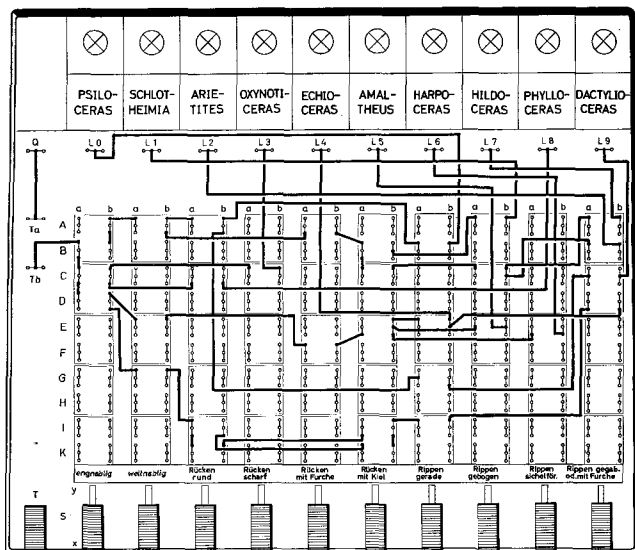 PSILO- SCHLOT- ARIE- OXYNOTI- ECHIO- AMAL- HARPO- HILDO- PHYLLO- DACTYLIO-
CERAS HEIMIA TITES CERAS CERAS THEUS CERAS CERAS CERAS CERAS
Q L0 L1 L2 L3 L4 L5 L6 L7 L8 L9
a b a b a b a b a b a b a b a b a b a b
A
Ta
B
C
Tb
D
E
F
G
H
I
K
engnablig weitnablig Rücken Rücken Rücken Rücken Rippen Rippen Rippen Rippen gegab.
rund scharf mit Furche mit Kiel gerade gebogen sichelför. od. mit Furche
T y
S
x